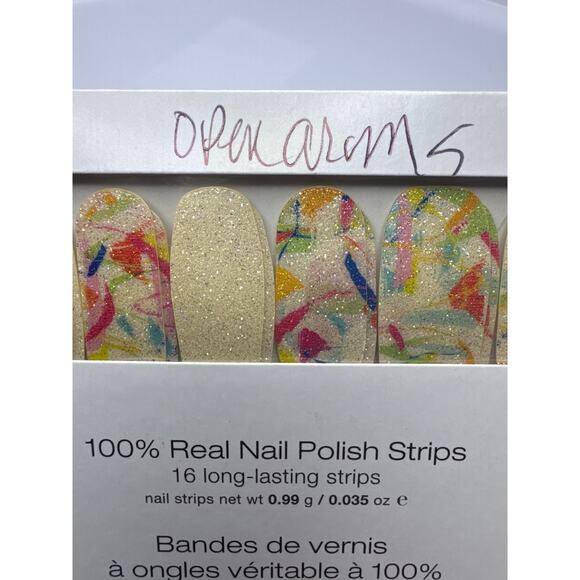 open arms
100% Real Nail Polish Strips
16 long-lasting strips
nail strips net wt 0.99 g / 0.035 oz e
Bandes de vernis
à ongles véritable à 100%